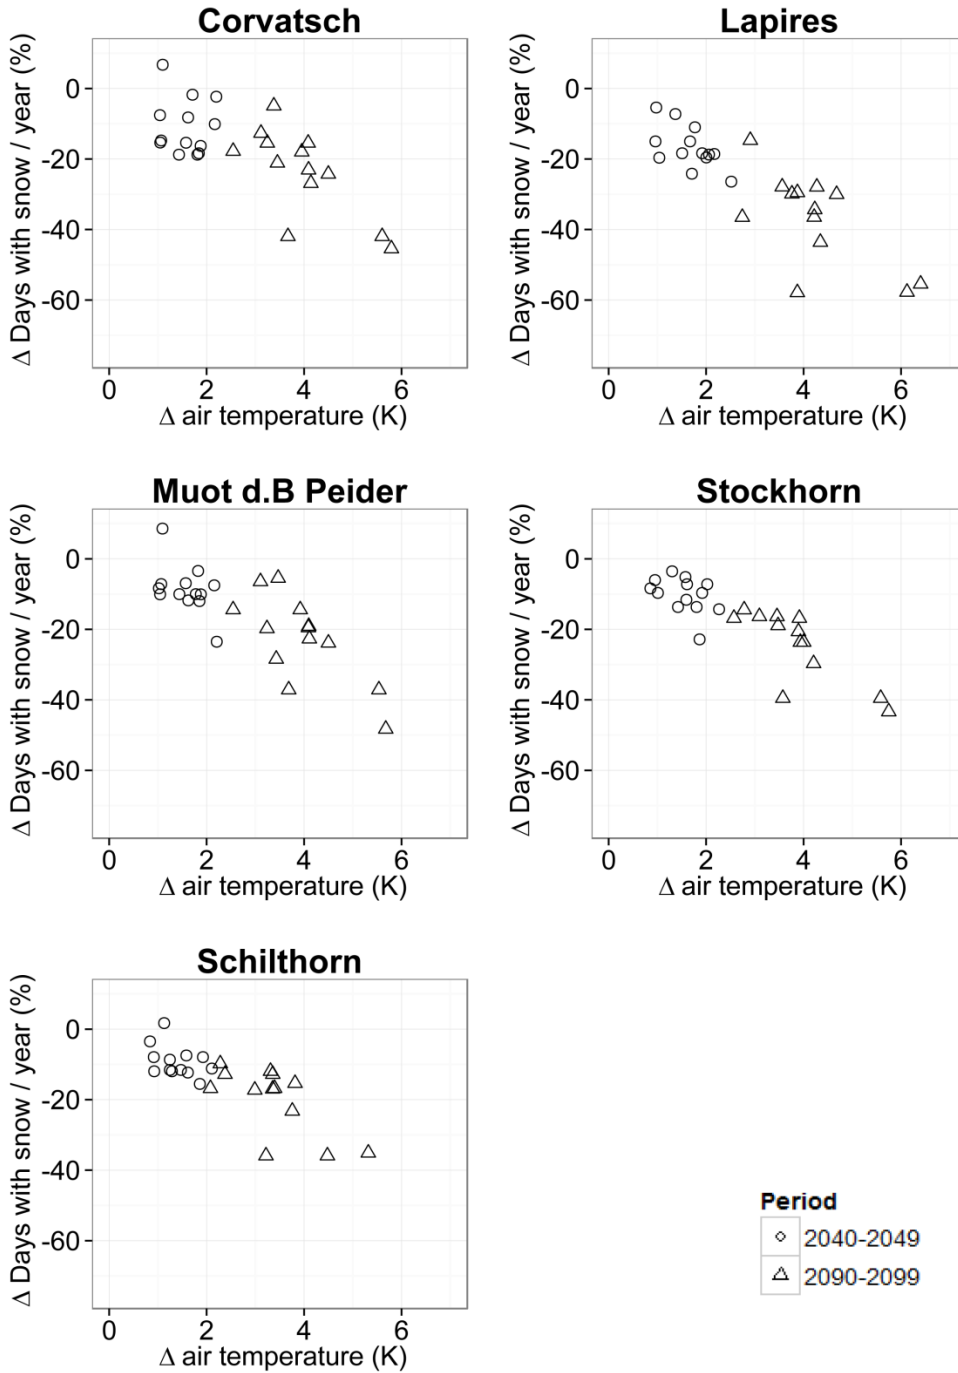 Corvatsch
Δ Days with snow / year (%)
0
-20
-40
-60
0 2 4 6
Δ air temperature (K)
Lapires
Δ Days with snow / year (%)
0
-20
-40
-60
0 2 4 6
Δ air temperature (K)
Muot d.B Peider
Δ Days with snow / year (%)
0
-20
-40
-60
0 2 4 6
Δ air temperature (K)
Stockhorn
Δ Days with snow / year (%)
0
-20
-40
-60
0 2 4 6
Δ air temperature (K)
Schilthorn
Δ Days with snow / year (%)
0
-20
-40
-60
0 2 4 6
Δ air temperature (K)
Period
2040-2049
2090-2099